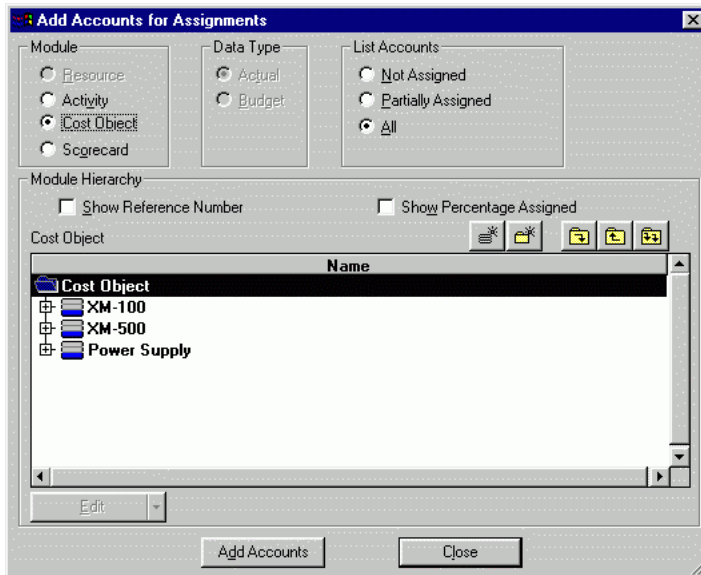 Add Accounts for Assignments
Module
Resource
Activity
Cost Object
Scorecard
Data Type
Actual
Budget
List Accounts
Not Assigned
Partially Assigned
All
Module Hierarchy
Show Reference Number
Show Percentage Assigned
Cost Object
Name
Cost Object
XM-100
XM-500
Power Supply
Edit
Add Accounts
Close